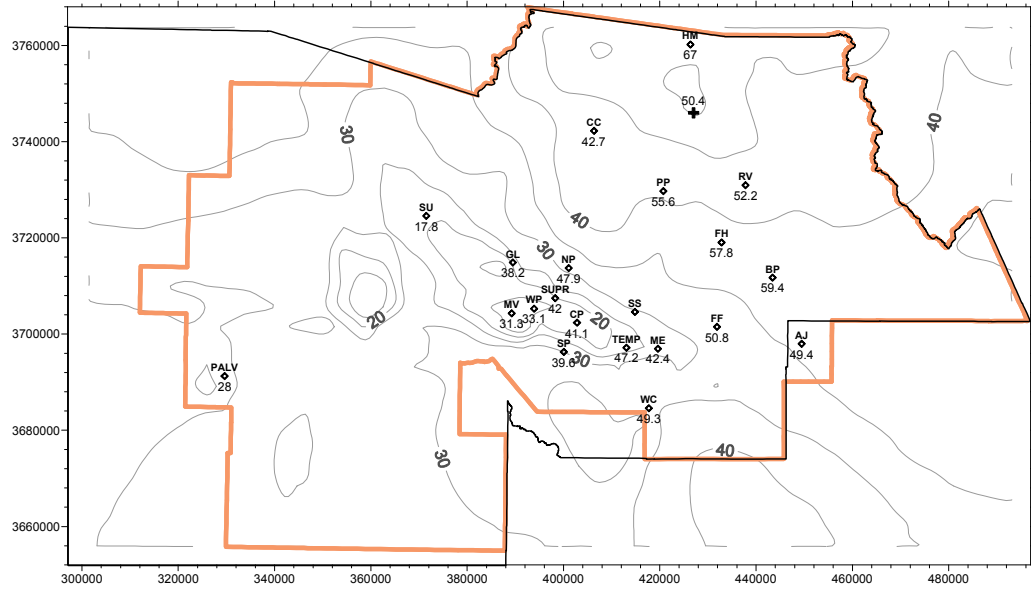 3760000
3740000
3720000
3700000
3680000
3660000
HM
67
50.4
CC
42.7
40
30
RV
52.2
PP
55.6
SU
17.8
40
FH
57.8
30
GL
38.2
NP
47.9
BP
59.4
SUPR
42
WP
33.1
MV
31.3
SS
CP
41.1
20
20
FF
50.8
AJ
49.4
TEMP
47.2
ME
42.4
SP
39.6
30
PALV
28
WC
49.3
40
30
300000 320000 340000 360000 380000 400000 420000 440000 460000 480000